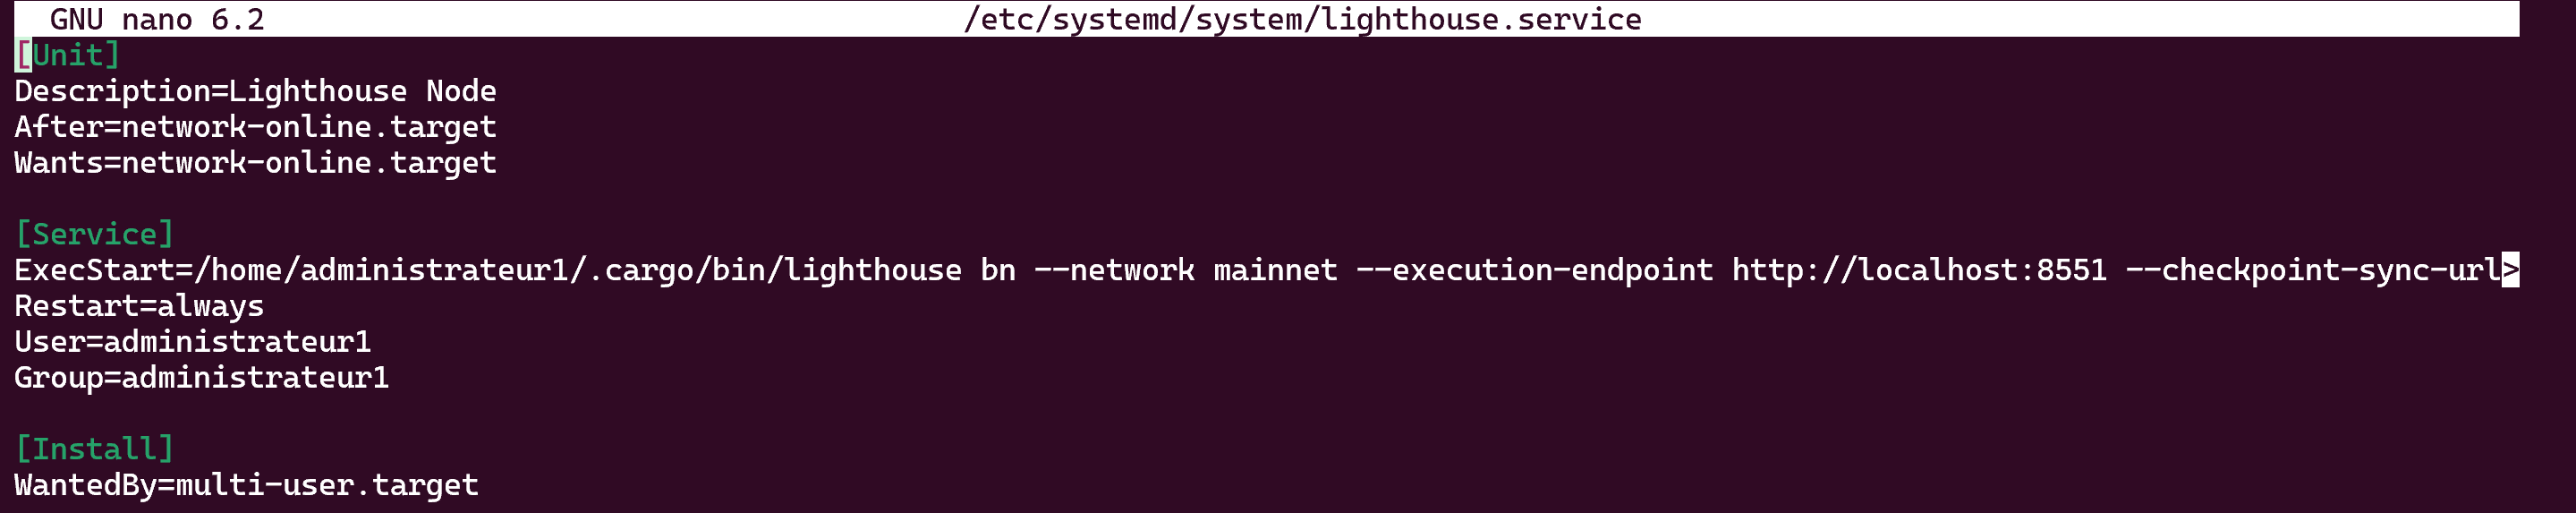 GNU nano 6.2 /etc/systemd/system/lighthouse.service
[Unit]
Description=Lighthouse Node
After=network-online.target
Wants=network-online.target
[Service]
ExecStart=/home/administrateur1/.cargo/bin/lighthouse bn --network mainnet --execution-endpoint http://localhost:8551 --checkpoint-sync-url>
Restart=always
User=administrateur1
Group=administrateur1
[Install]
WantedBy=multi-user.target